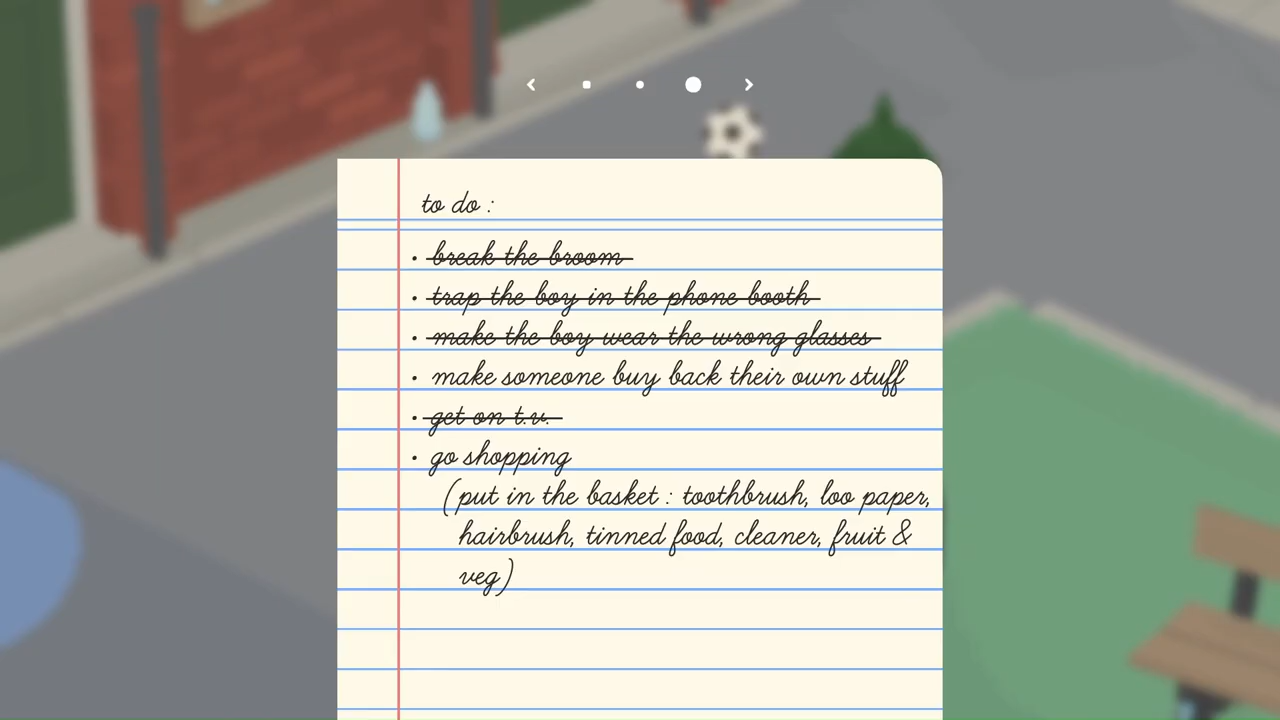 to do :
• break the broom
• trap the boy in the phone booth
• make the boy wear the wrong glasses
• make someone buy back their own stuff
• get on t.v.
• go shopping
(put in the basket : toothbrush, loo paper,
hairbrush, tinned food, cleaner, fruit &
veg)